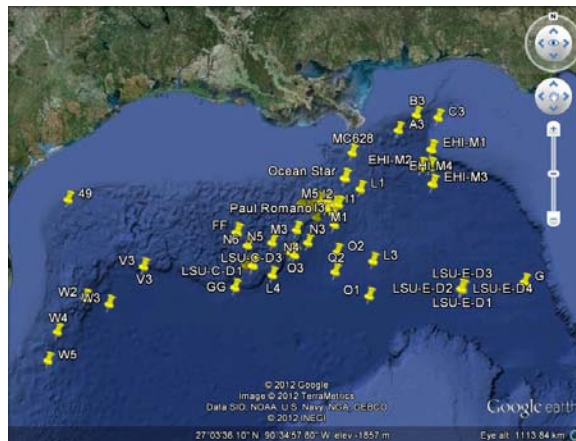 N
B3
C3
A3
EHI-M1
MC628
EHI-M2
EHI-M4
EHI-M3
Ocean Star
L1
49
M5
I2
I1
Paul Romano
I3
M1
FF
M3
N3
N6
N5
N4
O2
LSU-C-D3
V3
L3
LSU-C-D1
O3
Q2
V3
LSU-E-D3
G
GG
L4
LSU-E-D2
LSU-E-D4
W2
W3
O1
LSU-E-D1
W4
W5
© 2012 Google
Image © 2012 TerraMetrics
Data SIO, NOAA, U.S. Navy, NGA, GEBCO
© 2012 INEGI
Google earth
27°03'36.10" N 90°34'57.80" W elev -1857 m
Eye alt 1113.84 km